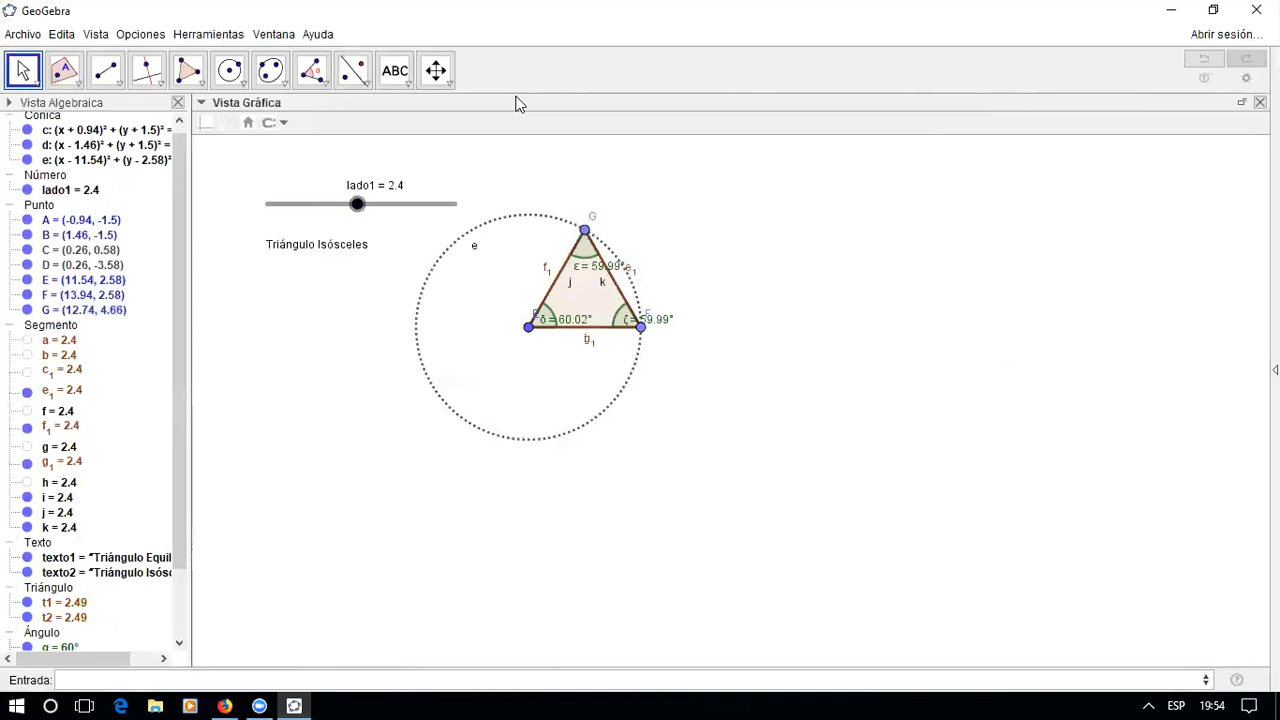 GeoGebra
Archivo Edita Vista Opciones Herramientas Ventana Ayuda
Abrir sesión...
A
α
ABC
Vista Algebraica
Vista Gráfica
Cónica
c: (x + 0.94)² + (y + 1.5)² =
d: (x - 1.46)² + (y + 1.5)² =
e: (x - 11.54)² + (y - 2.58)²
Número
lado1 = 2.4
Punto
A = (-0.94, -1.5)
B = (1.46, -1.5)
C = (0.26, 0.58)
D = (0.26, -3.58)
E = (11.54, 2.58)
F = (13.94, 2.58)
G = (12.74, 4.66)
Segmento
a = 2.4
b = 2.4
c₁ = 2.4
e₁ = 2.4
f = 2.4
f₁ = 2.4
g = 2.4
g₁ = 2.4
h = 2.4
i = 2.4
j = 2.4
k = 2.4
Texto
texto1 = “Triángulo Equil
texto2 = “Triángulo Isósc
Triángulo
t1 = 2.49
t2 = 2.49
Ángulo
α = 60°
lado1 = 2.4
Triángulo Isósceles
e
G
f₁
ε = 59.99°
e₁
j
k
δ = 60.02°
ζ = 59.99°
g₁
Entrada:
ESP 19:54